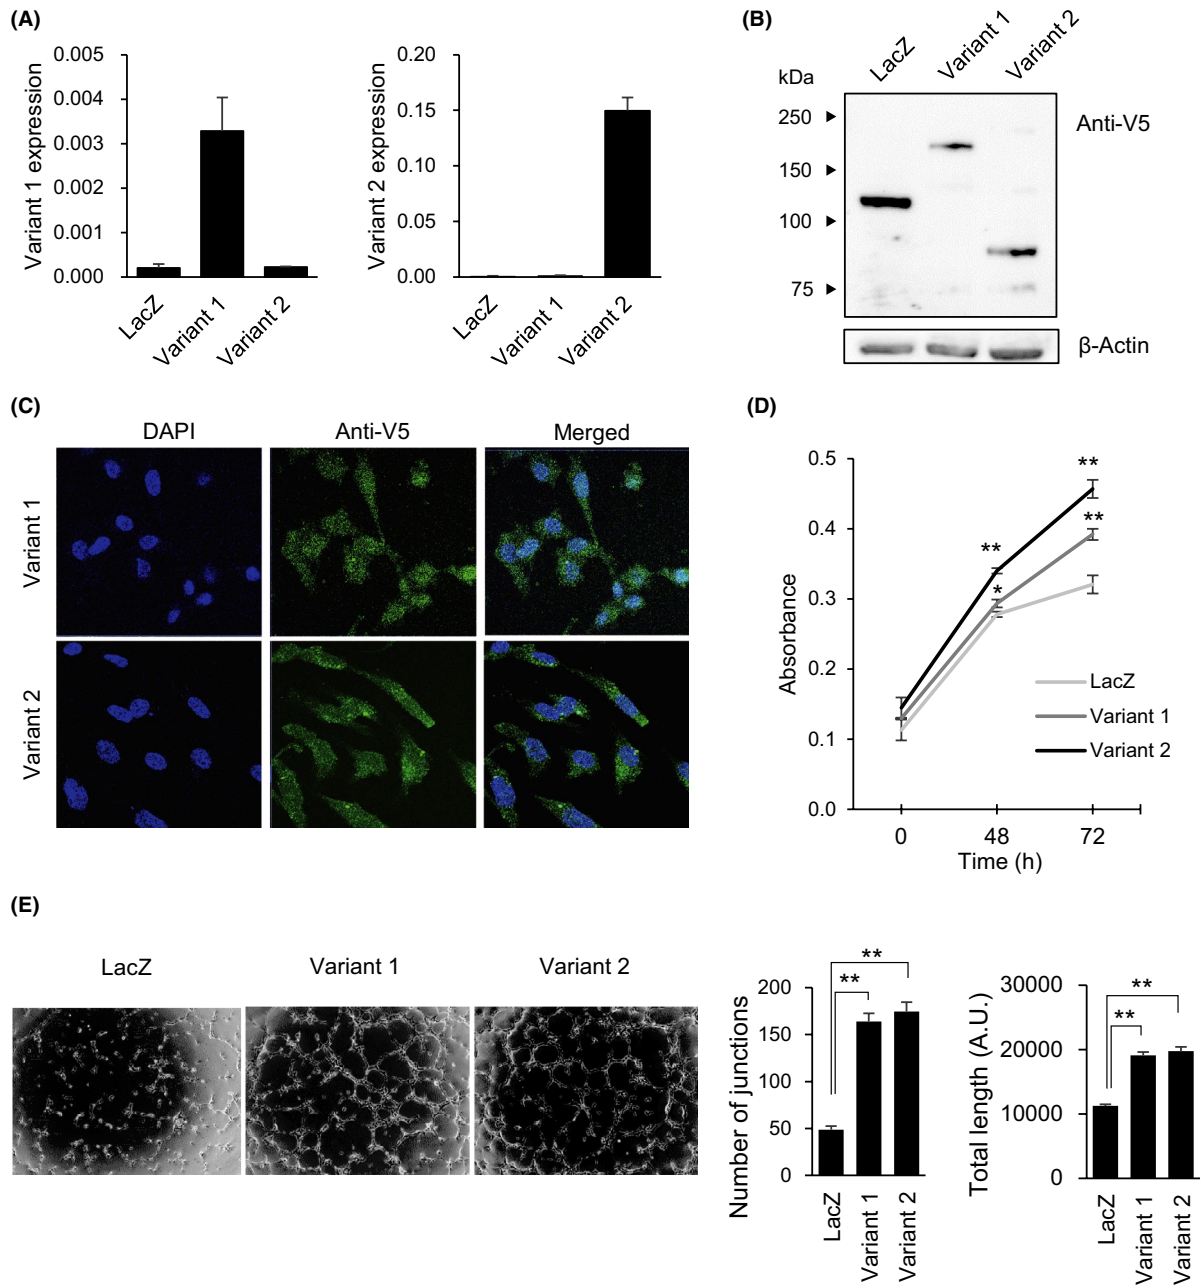 (A)
0.005
0.004
0.003
0.002
0.001
0.000
Variant 1 expression
LacZ
Variant 1
Variant 2
0.20
0.15
0.10
0.05
0.00
Variant 2 expression
LacZ
Variant 1
Variant 2
(B)
LacZ
Variant 1
Variant 2
kDa
250
150
100
75
Anti-V5
β-Actin
(C)
DAPI
Anti-V5
Merged
Variant 1
Variant 2
(D)
0.5
0.4
0.3
0.2
0.1
0.0
Absorbance
**
**
**
*
LacZ
Variant 1
Variant 2
0
48
72
Time (h)
(E)
LacZ
Variant 1
Variant 2
200
150
100
50
0
Number of junctions
**
**
LacZ
Variant 1
Variant 2
30000
20000
10000
0
Total length (A.U.)
**
**
LacZ
Variant 1
Variant 2